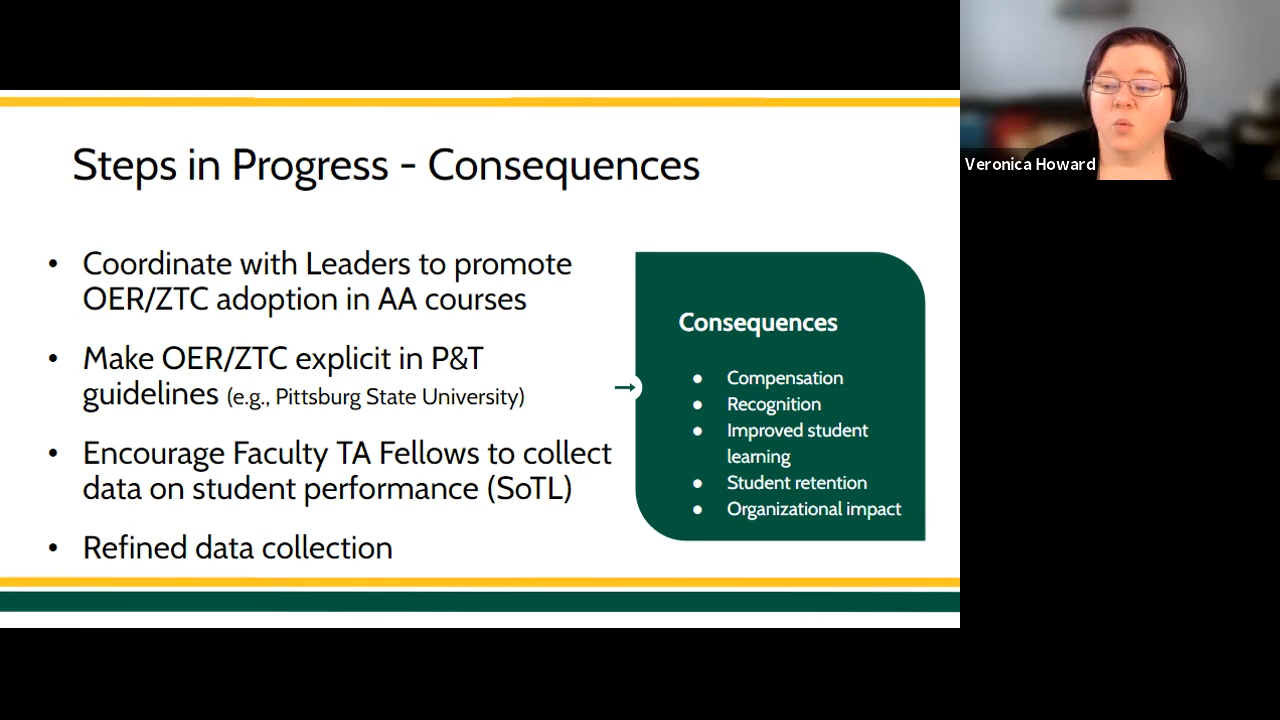 Steps in Progress - Consequences
• Coordinate with Leaders to promote
OER/ZTC adoption in AA courses
• Make OER/ZTC explicit in P&T
guidelines (e.g., Pittsburg State University)
• Encourage Faculty TA Fellows to collect
data on student performance (SoTL)
• Refined data collection
Consequences
● Compensation
● Recognition
● Improved student
learning
● Student retention
● Organizational impact
Veronica Howard